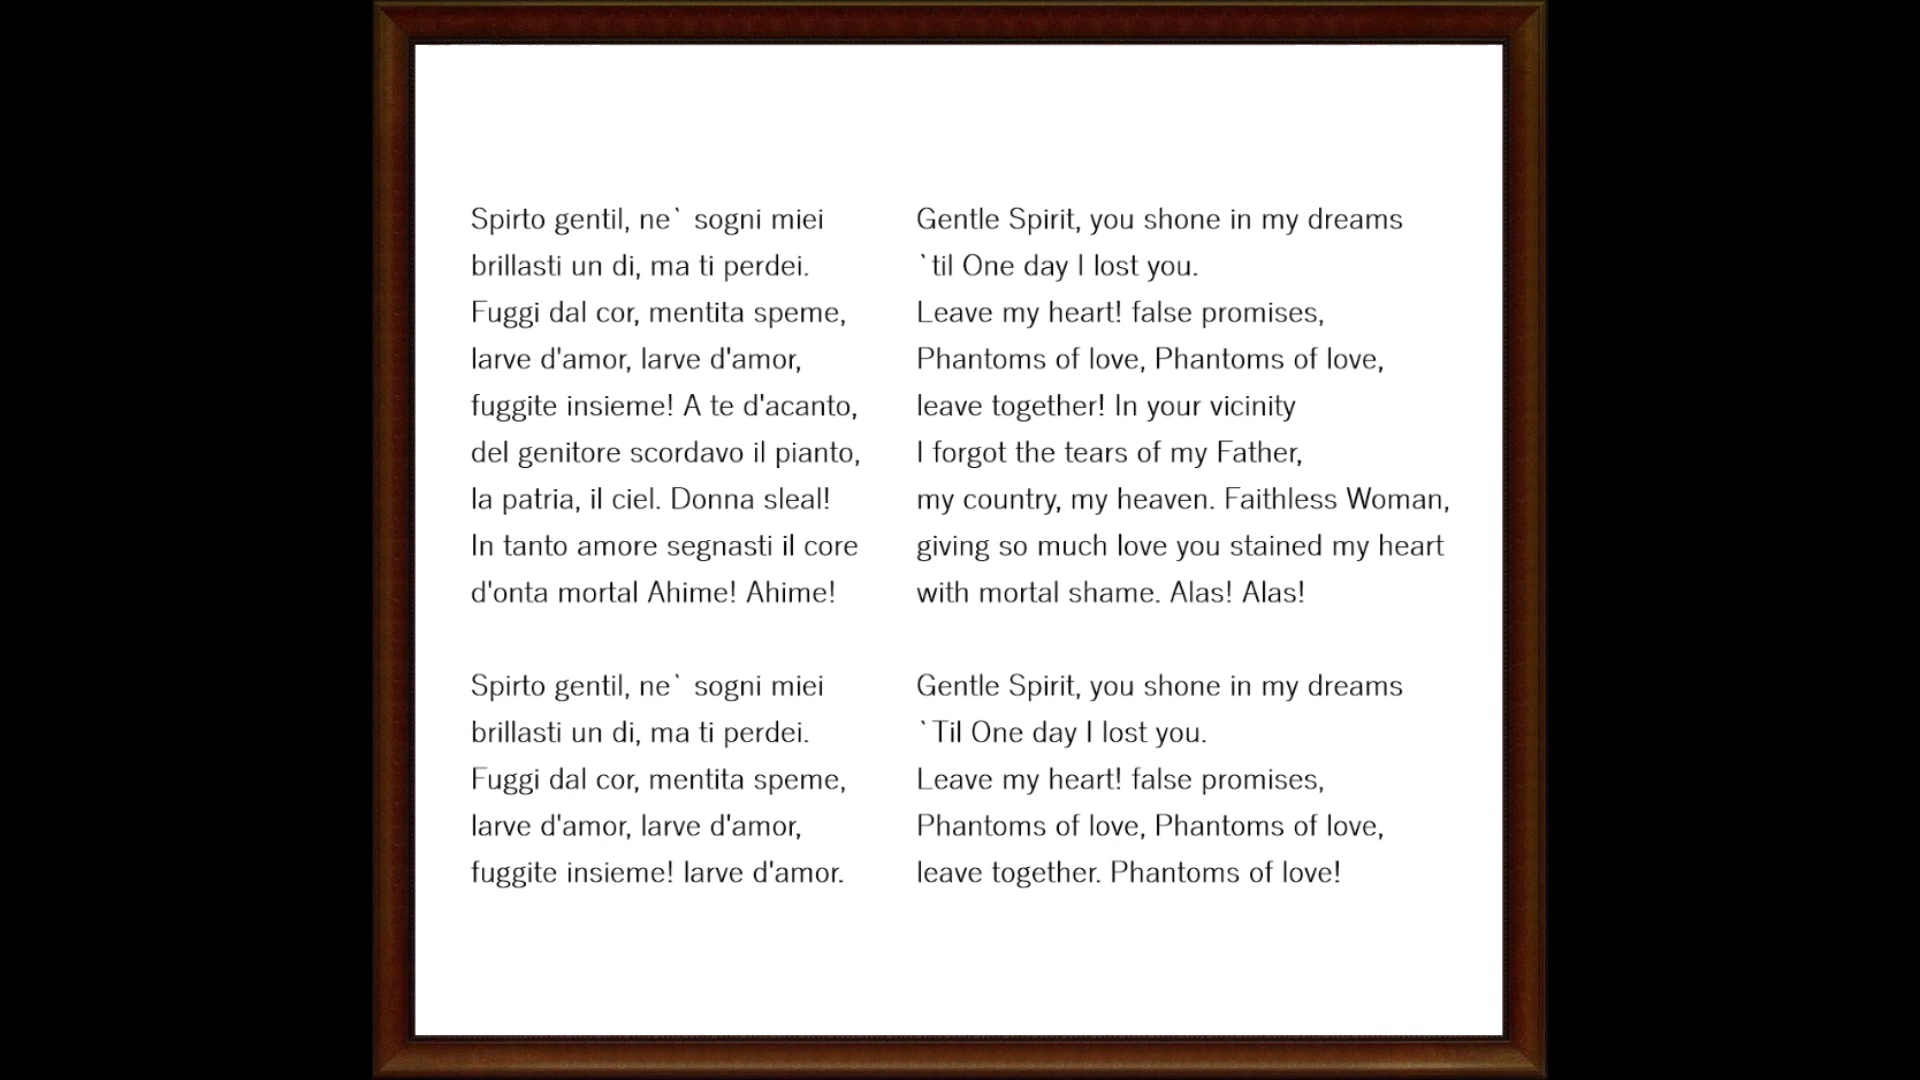 Spirto gentil, ne` sogni miei
brillasti un di, ma ti perdei.
Fuggi dal cor, mentita speme,
larve d'amor, larve d'amor,
fuggite insieme! A te d'acanto,
del genitore scordavo il pianto,
la patria, il ciel. Donna sleal!
In tanto amore segnasti il core
d'onta mortal Ahime! Ahime!
Spirto gentil, ne` sogni miei
brillasti un di, ma ti perdei.
Fuggi dal cor, mentita speme,
larve d'amor, larve d'amor,
fuggite insieme! larve d'amor.
Gentle Spirit, you shone in my dreams
`til One day I lost you.
Leave my heart! false promises,
Phantoms of love, Phantoms of love,
leave together! In your vicinity
I forgot the tears of my Father,
my country, my heaven. Faithless Woman,
giving so much love you stained my heart
with mortal shame. Alas! Alas!
Gentle Spirit, you shone in my dreams
`Til One day I lost you.
Leave my heart! false promises,
Phantoms of love, Phantoms of love,
leave together. Phantoms of love!